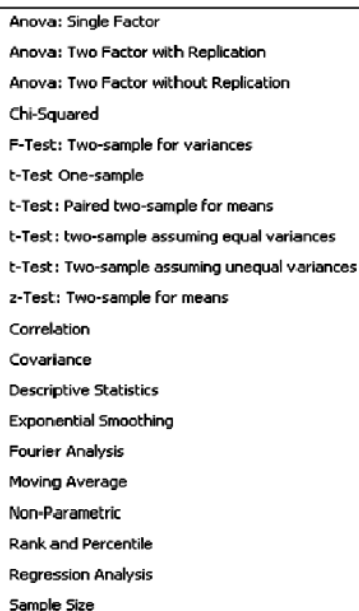 Anova: Single Factor
Anova: Two Factor with Replication
Anova: Two Factor without Replication
Chi-Squared
F-Test: Two-sample for variances
t-Test One-sample
t-Test: Paired two-sample for means
t-Test: two-sample assuming equal variances
t-Test: Two-sample assuming unequal variances
z-Test: Two-sample for means
Correlation
Covariance
Descriptive Statistics
Exponential Smoothing
Fourier Analysis
Moving Average
Non-Parametric
Rank and Percentile
Regression Analysis
Sample Size